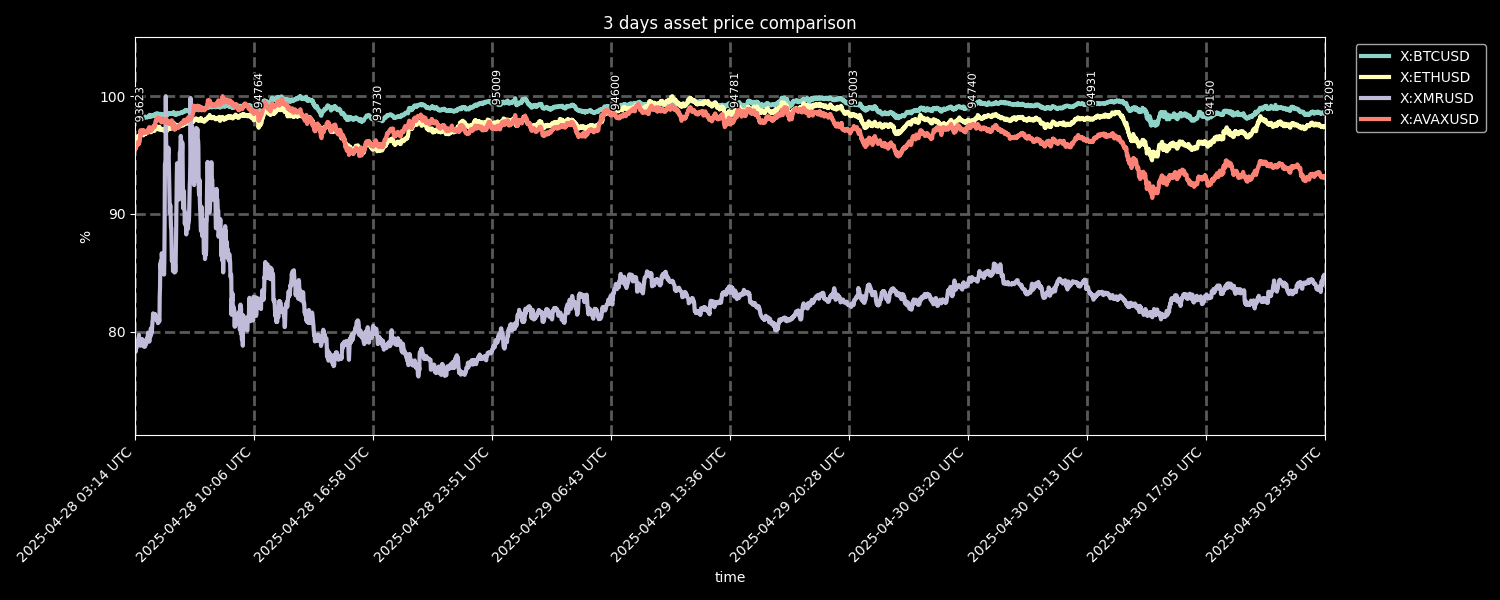 3 days asset price comparison
X:BTCUSD
X:ETHUSD
X:XMRUSD
X:AVAXUSD
100
90
80
%
93623
94764
93730
95009
94600
94781
95003
94740
94931
94150
94209
2025-04-28 03:14 UTC
2025-04-28 10:06 UTC
2025-04-28 16:58 UTC
2025-04-28 23:51 UTC
2025-04-29 06:43 UTC
2025-04-29 13:36 UTC
2025-04-29 20:28 UTC
2025-04-30 03:20 UTC
2025-04-30 10:13 UTC
2025-04-30 17:05 UTC
2025-04-30 23:58 UTC
time